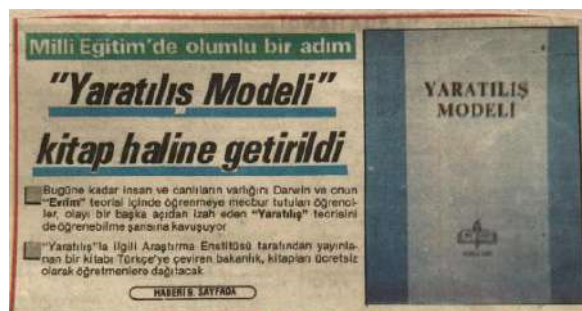 Milli Eğitim'de olumlu bir adım
"Yaratılış Modeli"
kitap haline getirildi
Bugüne kadar insan ve canlıların varlığını Darwin ve onun
"Evrim" teorisi içinde öğrenmeye mecbur tutulan öğrenci-
ler, olayı bir başka açıdan izah eden "Yaratılış" teorisini
de öğrenebilme şansına kavuşuyor
"Yaratılış"la ilgili Araştırma Enstitüsü tarafından yayınla-
nan bir kitabı Türkçe'ye çeviren bakanlık, kitapları ücretsiz
olarak öğretmenlere dağıtacak
HABERİ 9. SAYFADA
YARATILIŞ
MODELİ